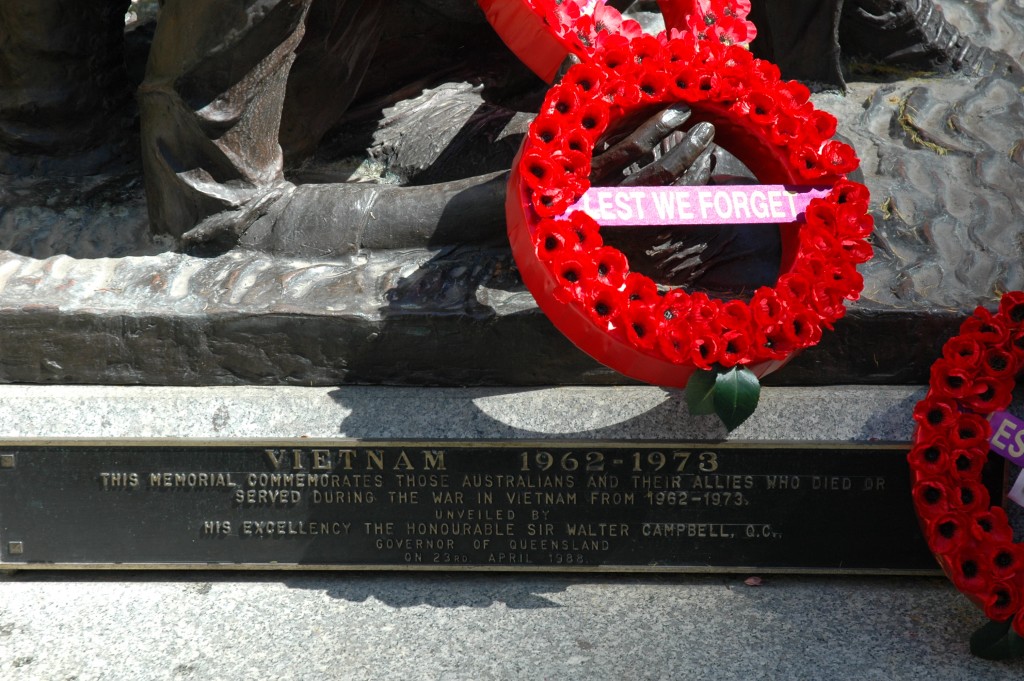 LEST WE FORGET
VIETNAM 1962-1973
THIS MEMORIAL COMMEMORATES THOSE AUSTRALIANS AND THEIR ALLIES WHO DIED OR
SERVED DURING THE WAR IN VIETNAM FROM 1962-1973.
UNVEILED BY
HIS EXCELLENCY THE HONOURABLE SIR WALTER CAMPBELL, Q.C.,
GOVERNOR OF QUEENSLAND
ON 23RD. APRIL 1988
ES